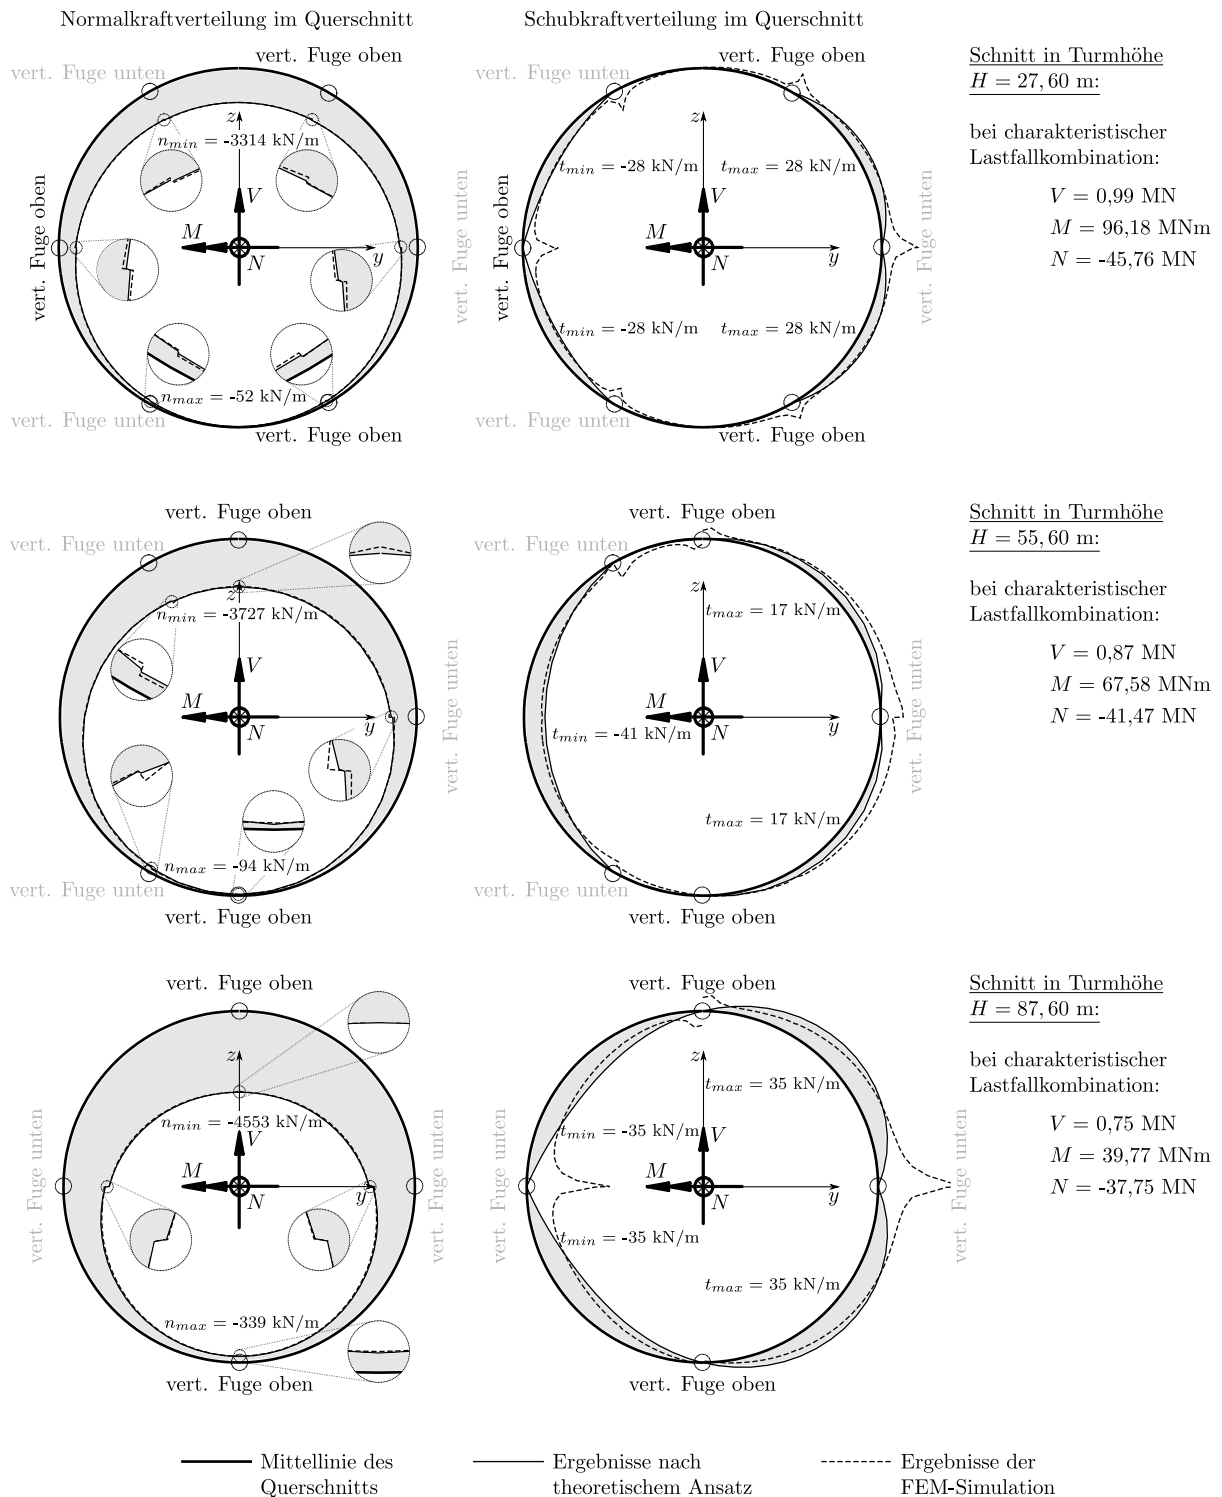 Normalkraftverteilung im Querschnitt
Schubkraftverteilung im Querschnitt
vert. Fuge oben
vert. Fuge unten
z
n_min = -3314 kN/m
V
M
N
y
vert. Fuge oben
vert. Fuge unten
n_max = -52 kN/m
vert. Fuge unten
vert. Fuge oben
vert. Fuge oben
vert. Fuge unten
z
t_min = -28 kN/m
t_max = 28 kN/m
V
M
N
y
vert. Fuge oben
vert. Fuge unten
t_min = -28 kN/m
t_max = 28 kN/m
vert. Fuge unten
vert. Fuge oben
Schnitt in Turmhöhe
H = 27,60 m:
bei charakteristischer
Lastfallkombination:
V = 0,99 MN
M = 96,18 MNm
N = -45,76 MN
vert. Fuge oben
vert. Fuge unten
z
n_min = -3727 kN/m
V
M
N
y
vert. Fuge unten
n_max = -94 kN/m
vert. Fuge unten
vert. Fuge oben
vert. Fuge oben
vert. Fuge unten
z
t_max = 17 kN/m
V
M
N
y
t_min = -41 kN/m
vert. Fuge unten
t_max = 17 kN/m
vert. Fuge unten
vert. Fuge oben
Schnitt in Turmhöhe
H = 55,60 m:
bei charakteristischer
Lastfallkombination:
V = 0,87 MN
M = 67,58 MNm
N = -41,47 MN
vert. Fuge oben
z
n_min = -4553 kN/m
V
M
N
y
vert. Fuge unten
vert. Fuge unten
n_max = -339 kN/m
vert. Fuge oben
vert. Fuge oben
z
t_max = 35 kN/m
t_min = -35 kN/m
V
M
N
y
vert. Fuge unten
vert. Fuge unten
t_min = -35 kN/m
t_max = 35 kN/m
vert. Fuge oben
Schnitt in Turmhöhe
H = 87,60 m:
bei charakteristischer
Lastfallkombination:
V = 0,75 MN
M = 39,77 MNm
N = -37,75 MN
Mittellinie des
Querschnitts
Ergebnisse nach
theoretischem Ansatz
Ergebnisse der
FEM-Simulation